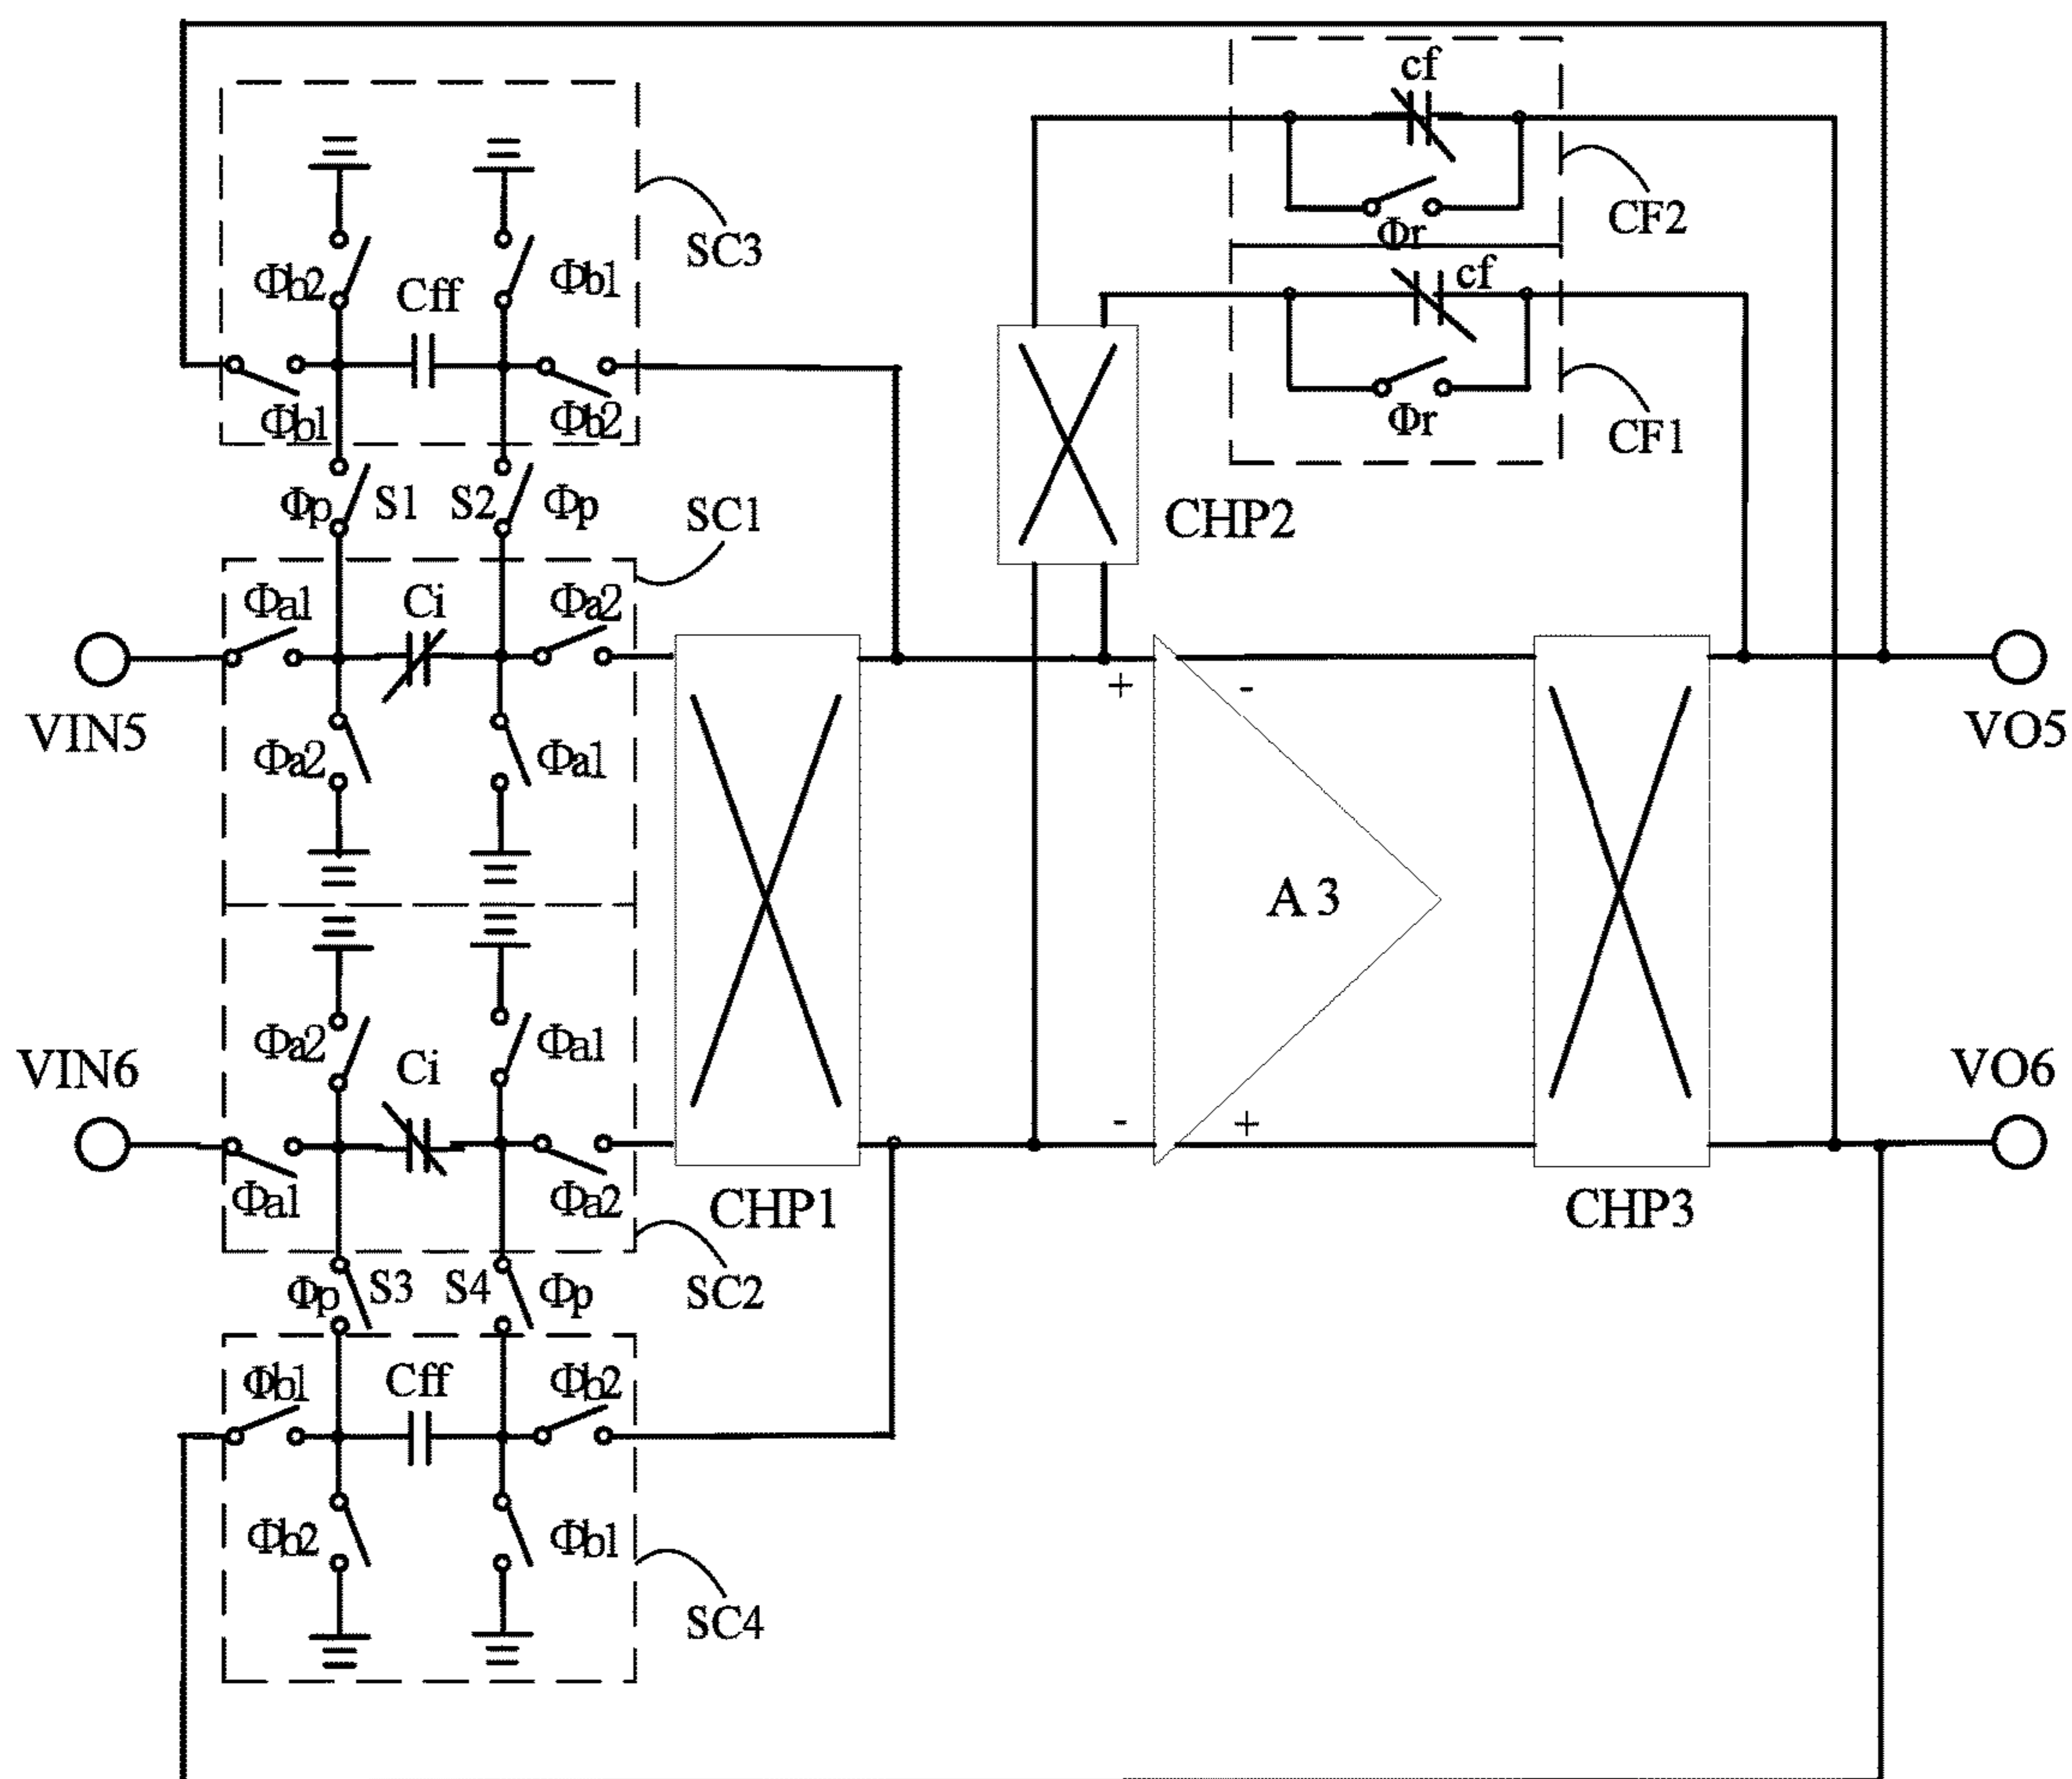 cf
Φr
CF2
cf
Φr
CF1
CHP2
Φb2
Cff
Φb1
SC3
Φb1
Φb2
Φp
S1
S2
Φp
SC1
Φa1
Ci
Φa2
VIN5
Φa2
Φa1
+
-
VO5
A 3
VIN6
Φa2
Ci
Φa1
Φa1
Φa2
CHP1
-
+
CHP3
VO6
Φp
S3
S4
Φp
SC2
Φb1
Cff
Φb2
Φb2
Φb1
SC4